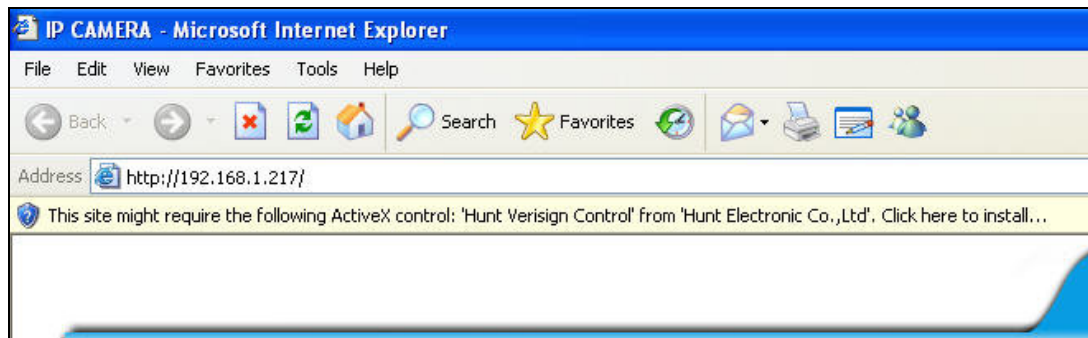 IP CAMERA - Microsoft Internet Explorer
File Edit View Favorites Tools Help
Back Search Favorites
Address http://192.168.1.217/
This site might require the following ActiveX control: 'Hunt Verisign Control' from 'Hunt Electronic Co.,Ltd'. Click here to install...